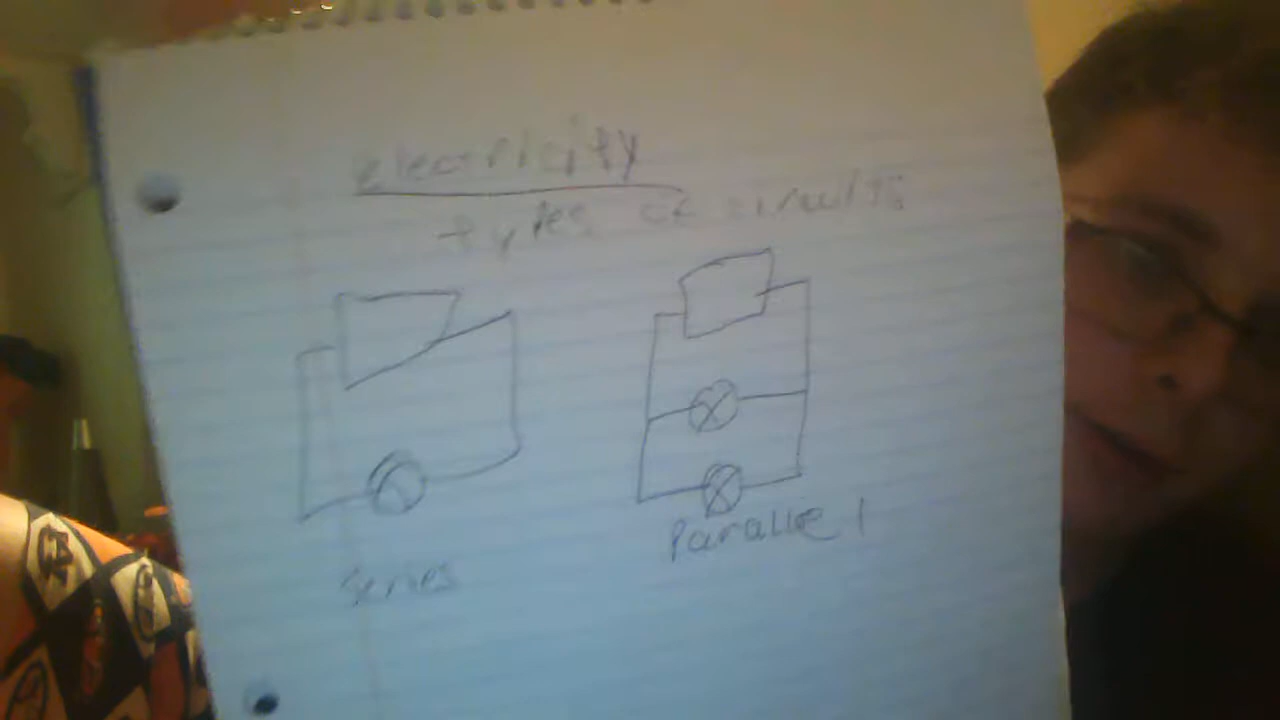 electricity
types of circuits
Series
Parallel